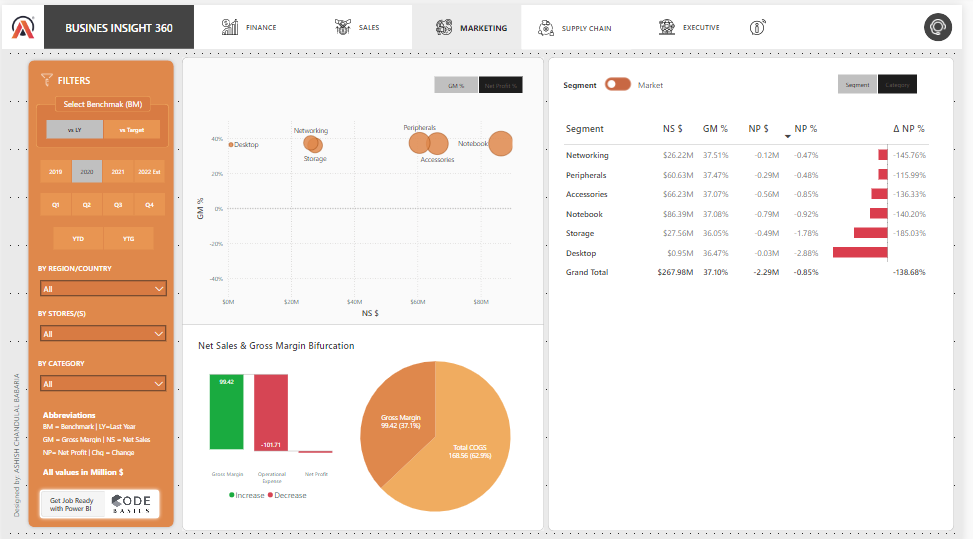 BUSINES INSIGHT 360
FINANCE
SALES
MARKETING
SUPPLY CHAIN
EXECUTIVE
FILTERS
Select Benchmak (BM)
vs LY
vs Target
2019
2020
2021
2022 Est
Q1
Q2
Q3
Q4
YTD
YTG
BY REGION/COUNTRY
All
BY STORES/(S)
All
BY CATEGORY
All
Abbreviations
BM = Benchmark | LY=Last Year
GM = Gross Margin | NS = Net Sales
NP= Net Profit | Chg = Change
All values in Million $
Get Job Ready
with Power BI
CODE
BASICS
Designed by: ASHISH CHANDULAL BABARIA
GM %
Net Profit %
GM %
40%
20%
0%
-20%
-40%
Desktop
Networking
Storage
Peripherals
Accessories
Notebook
$0M
$20M
$40M
$60M
$80M
NS $
Net Sales & Gross Margin Bifurcation
99.42
-101.71
Gross Margin
Operational
Expense
Net Profit
Increase
Decrease
Gross Margin
99.42 (37.1%)
Total COGS
168.56 (62.9%)
Segment
Market
Segment
Category
Segment NS $ GM % NP $ NP % Δ NP %
Networking $26.22M 37.51% -0.12M -0.47% -145.76%
Peripherals $60.63M 37.47% -0.29M -0.48% -115.99%
Accessories $66.23M 37.07% -0.56M -0.85% -136.33%
Notebook $86.39M 37.08% -0.79M -0.92% -140.20%
Storage $27.56M 36.05% -0.49M -1.78% -185.03%
Desktop $0.95M 36.47% -0.03M -2.88%
Grand Total $267.98M 37.10% -2.29M -0.85% -138.68%